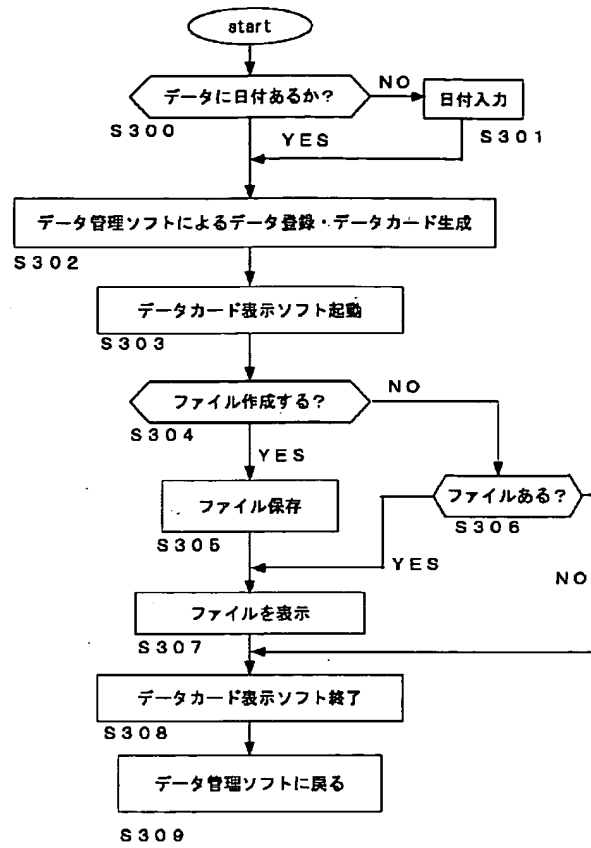 start
データに日付あるか?
NO
日付入力
S300
YES
S301
データ管理ソフトによるデータ登録・データカード生成
S302
データカード表示ソフト起動
S303
ファイル作成する?
NO
S304
YES
ファイル保存
ファイルある?
S305
S306
YES
NO
ファイルを表示
S307
データカード表示ソフト終了
S308
データ管理ソフトに戻る
S309